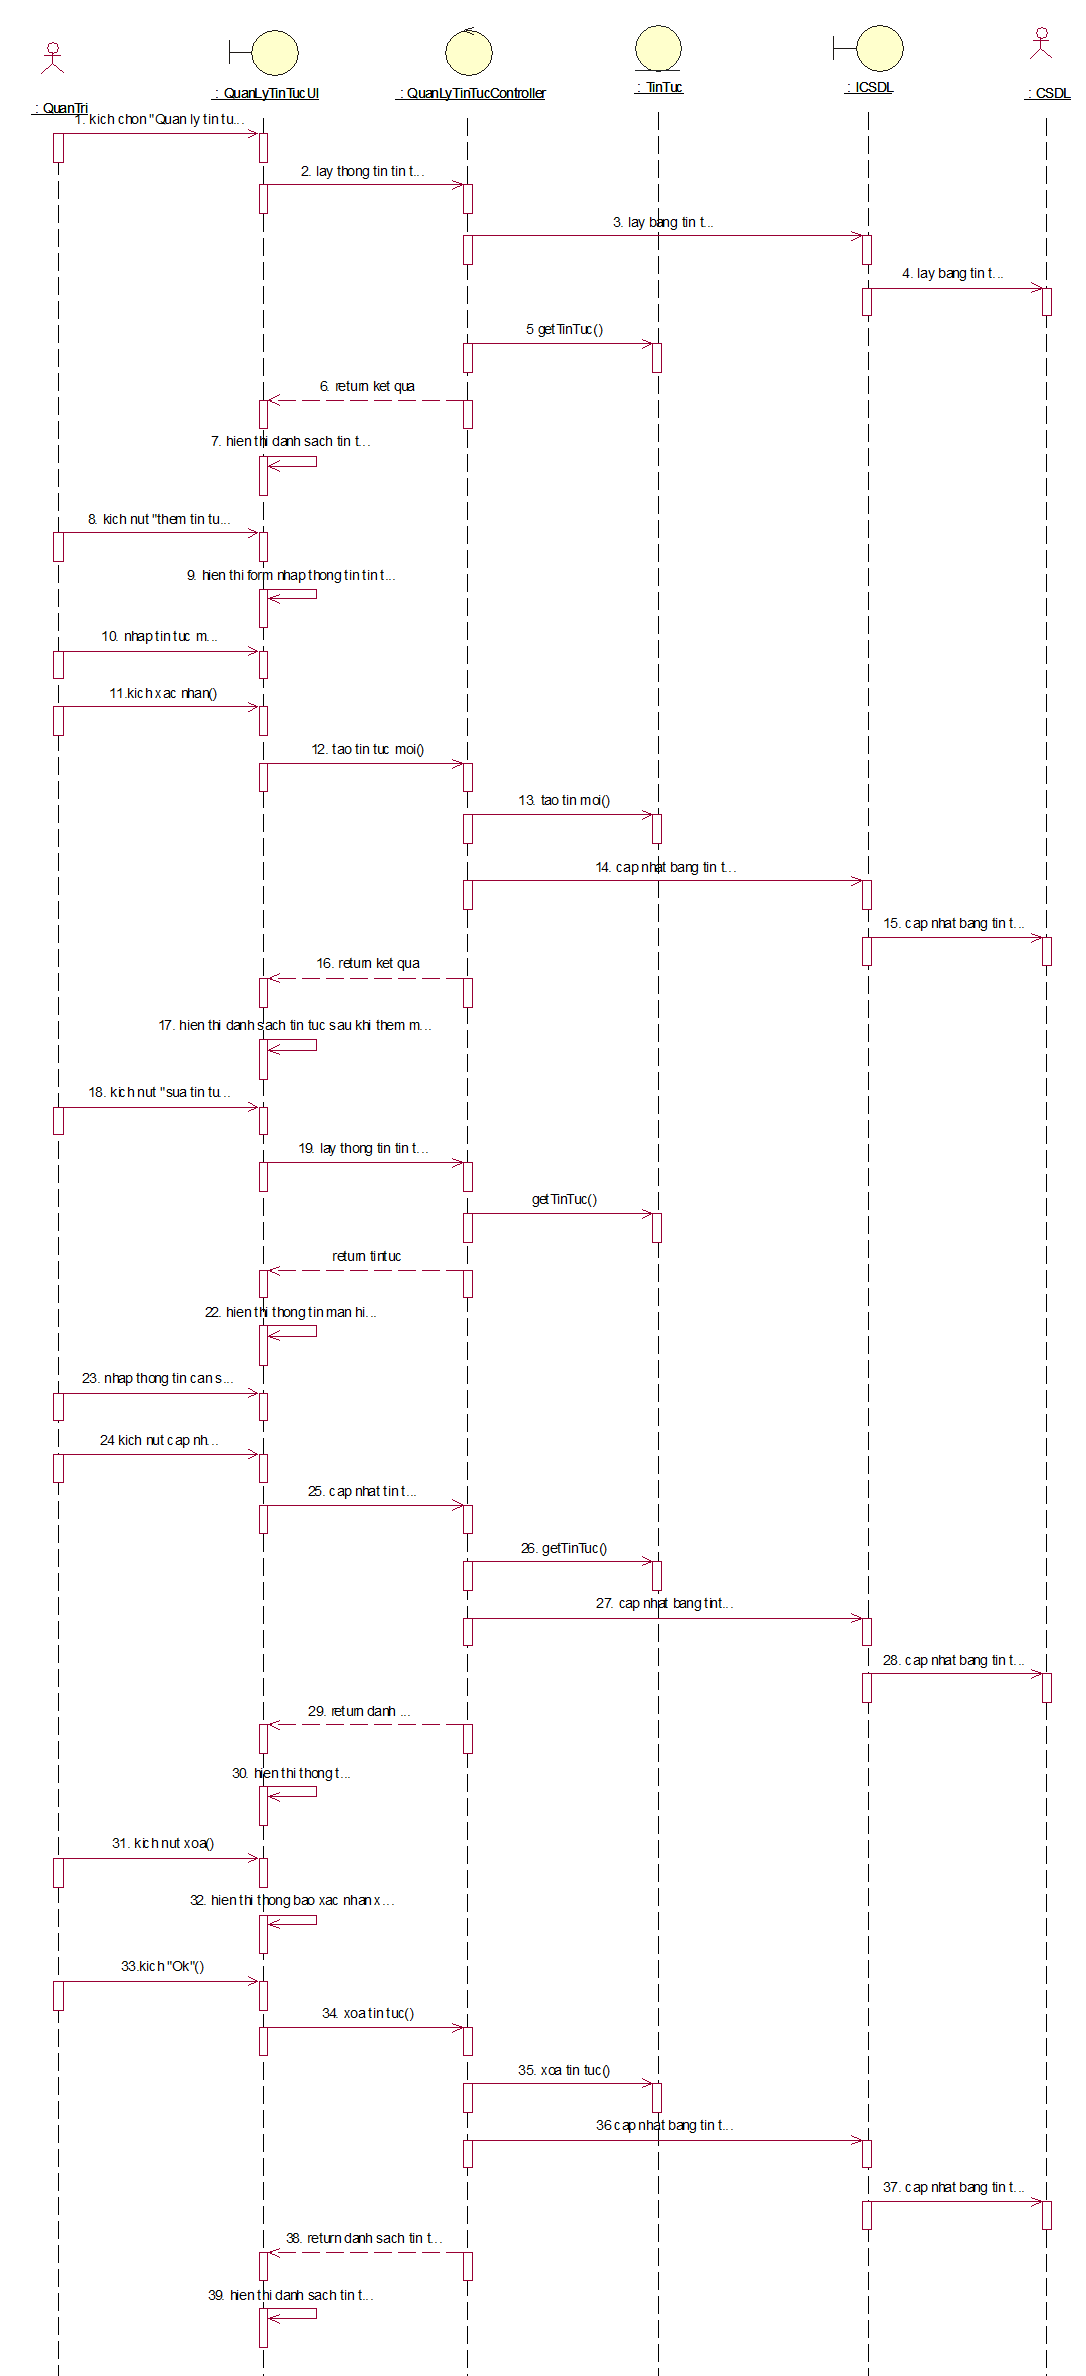 : QuanTri
: QuanLyTinTucUI
: QuanLyTinTucController
: TinTuc
: ICSDL
: CSDL
1. kich chon "Quan ly tin tu...
2. lay thong tin tin t...
3. lay bang tin t...
4. lay bang tin t...
5 getTinTuc()
6. return ket qua
7. hien thi danh sach tin t...
8. kich nut "them tin tu...
9. hien thi form nhap thong tin tin t...
10. nhap tin tuc m...
11.kich xac nhan()
12. tao tin tuc moi()
13. tao tin moi()
14. cap nhat bang tin t...
15. cap nhat bang tin t...
16. return ket qua
17. hien thi danh sach tin tuc sau khi them m...
18. kich nut "sua tin tu...
19. lay thong tin tin t...
getTinTuc()
return tintuc
22. hien thi thong tin man hi...
23. nhap thong tin can s...
24 kich nut cap nh...
25. cap nhat tin t...
26. getTinTuc()
27. cap nhat bang tint...
28. cap nhat bang tin t...
29. return danh ...
30. hien thi thong t...
31. kich nut xoa()
32. hien thi thong bao xac nhan x...
33.kich "Ok"()
34. xoa tin tuc()
35. xoa tin tuc()
36 cap nhat bang tin t...
37. cap nhat bang tin t...
38. return danh sach tin t...
39. hien thi danh sach tin t...